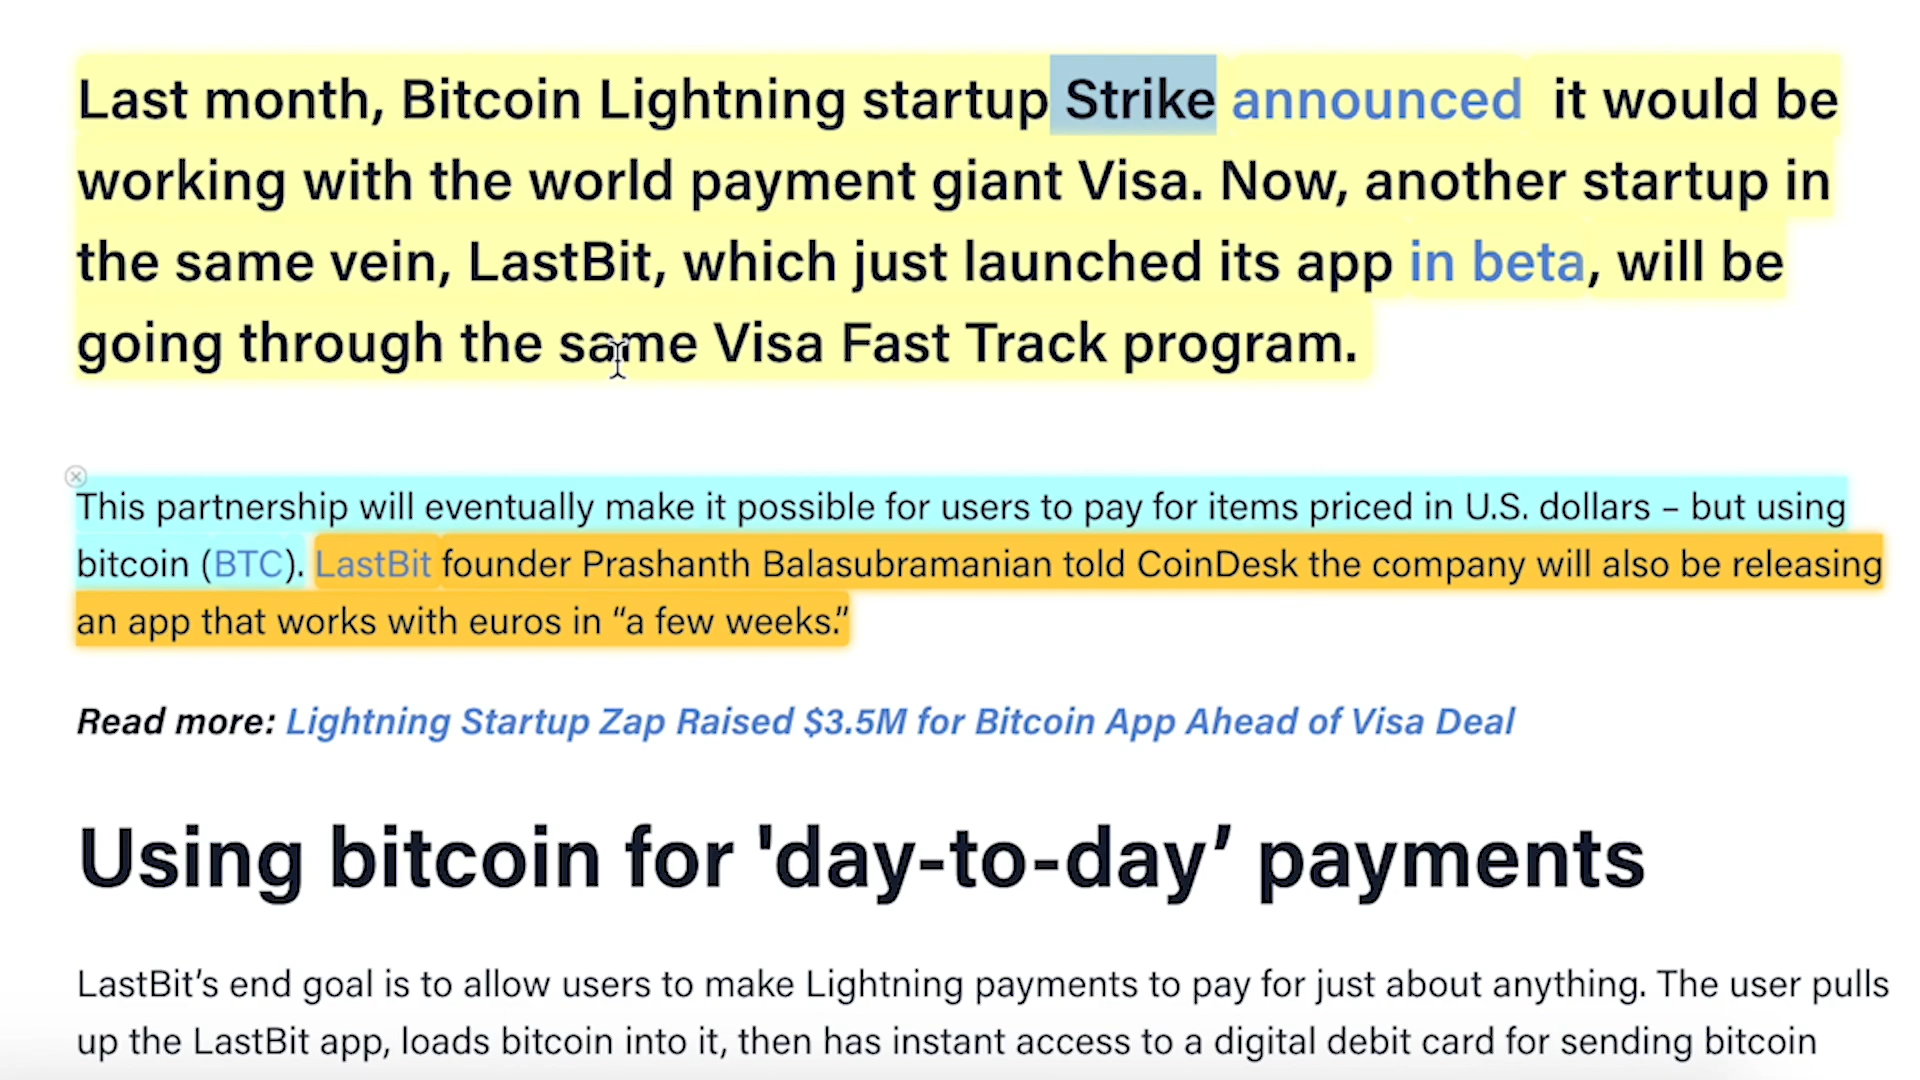 Last month, Bitcoin Lightning startup Strike announced it would be
working with the world payment giant Visa. Now, another startup in
the same vein, LastBit, which just launched its app in beta, will be
going through the same Visa Fast Track program.
This partnership will eventually make it possible for users to pay for items priced in U.S. dollars – but using
bitcoin (BTC). LastBit founder Prashanth Balasubramanian told CoinDesk the company will also be releasing
an app that works with euros in “a few weeks.”
Read more: Lightning Startup Zap Raised $3.5M for Bitcoin App Ahead of Visa Deal
Using bitcoin for 'day-to-day’ payments
LastBit’s end goal is to allow users to make Lightning payments to pay for just about anything. The user pulls
up the LastBit app, loads bitcoin into it, then has instant access to a digital debit card for sending bitcoin